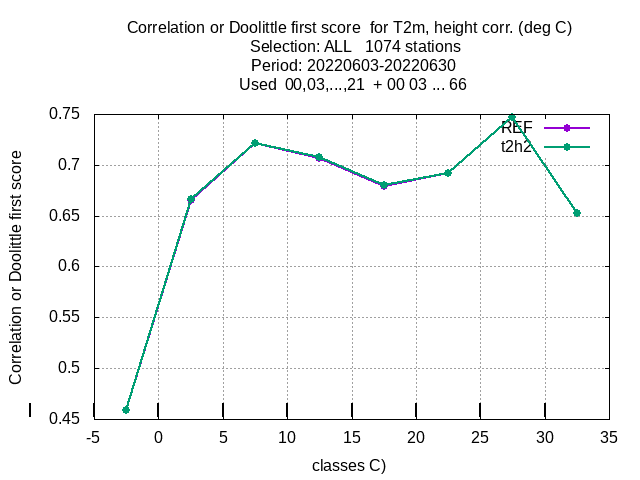 Correlation or Doolittle first score  for T2m, height corr. (deg C)
Selection: ALL   1074 stations
Period: 20220603-20220630
Used  00,03,...,21  + 00 03 ... 66
Correlation or Doolittle first score
0.75
0.7
0.65
0.6
0.55
0.5
0.45
REF
t2h2
-5 0 5 10 15 20 25 30 35
classes C)